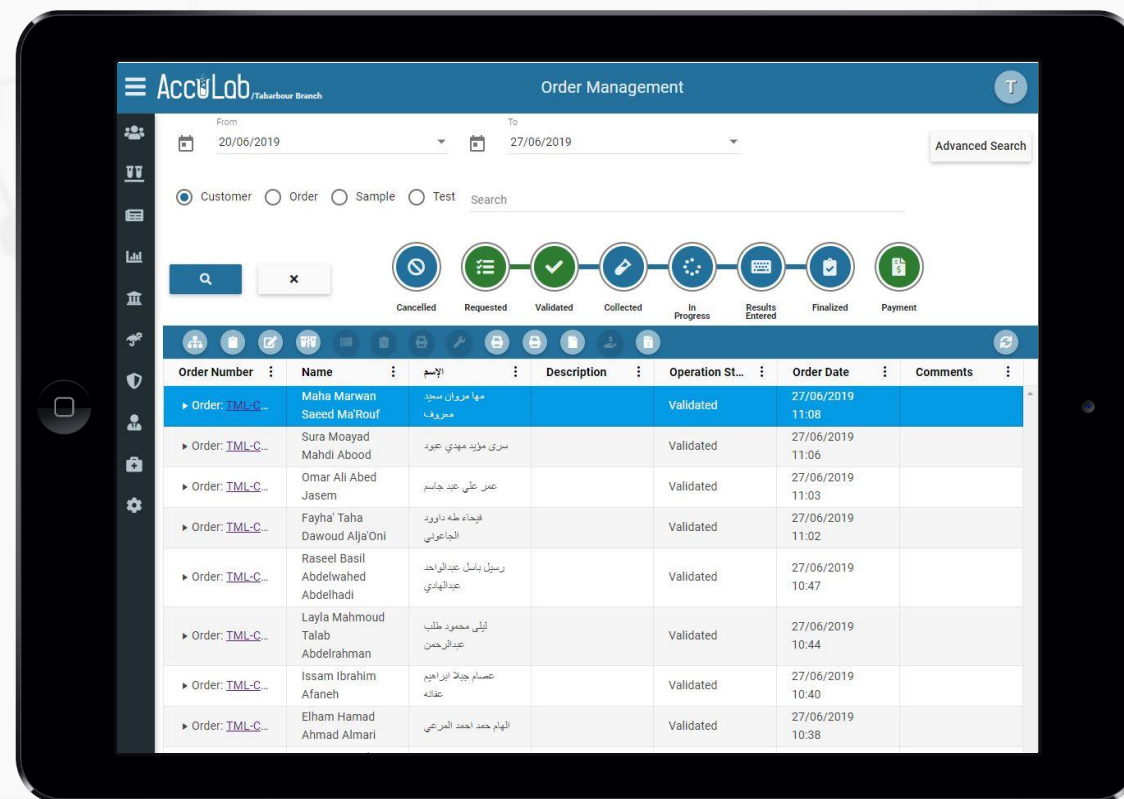 AccuLab /Tabarbour Branch
Order Management
T
From
To
20/06/2019
27/06/2019
Advanced Search
Customer
Order
Sample
Test
Search
Cancelled
Requested
Validated
Collected
In
Progress
Results
Entered
Finalized
Payment
Order Number
Name
الإسم
Description
Operation St...
Order Date
Comments
Order: TML-C...
Maha Marwan
Saeed Ma'Rouf
مها مروان سعيد
معروف
Validated
27/06/2019
11:08
Order: TML-C...
Sura Moayad
Mahdi Abood
سرى مؤيد مهدي عبود
Validated
27/06/2019
11:06
Order: TML-C...
Omar Ali Abed
Jasem
عمر علي عبد جاسم
Validated
27/06/2019
11:03
Order: TML-C...
Fayha' Taha
Dawoud Alja'Oni
فيحاء طه داوود
الجاعوني
Validated
27/06/2019
11:02
Order: TML-C...
Raseel Basil
Abdelwahed
Abdelhadi
رسيل باسل عبدالواحد
عبدالهادي
Validated
27/06/2019
10:47
Order: TML-C...
Layla Mahmoud
Talab
Abdelrahman
ليلى محمود طلب
عبدالرحمن
Validated
27/06/2019
10:44
Order: TML-C...
Issam Ibrahim
Afaneh
عصام ابراهيم
عفانه
Validated
27/06/2019
10:40
Order: TML-C...
Elham Hamad
Ahmad Almari
الهام حمد احمد المرعي
Validated
27/06/2019
10:38